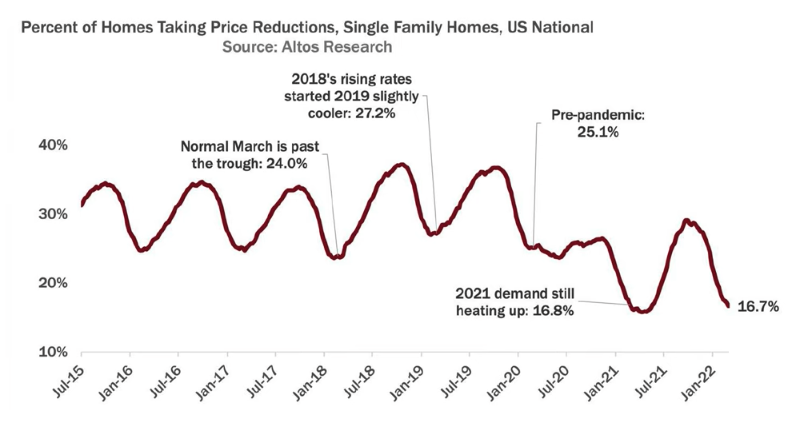 Percent of Homes Taking Price Reductions, Single Family Homes, US National
Source: Altos Research
2018's rising rates
started 2019 slightly
cooler: 27.2%
Pre-pandemic:
25.1%
Normal March is past
the trough: 24.0%
40%
30%
20%
10%
2021 demand still
heating up: 16.8%
16.7%
Jul-15
Jan-16
Jul-16
Jan-17
Jul-17
Jan-18
Jul-18
Jan-19
Jul-19
Jan-20
Jul-20
Jan-21
Jul-21
Jan-22